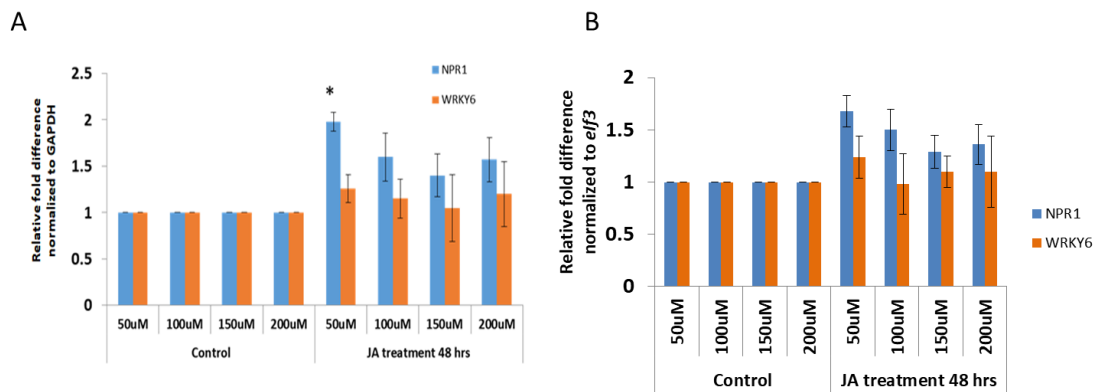 A
Relative fold difference
normalized to GAPDH
2.5
2
1.5
1
0.5
0
*
NPR1
WRKY6
50uM 100uM 150uM 200uM 50uM 100uM 150uM 200uM
Control JA treatment 48 hrs
B
Relative fold difference
normalized to eIf3
2
1.5
1
0.5
0
NPR1
WRKY6
50uM 100uM 150uM 200uM 50uM 100uM 150uM 200uM
Control JA treatment 48 hrs